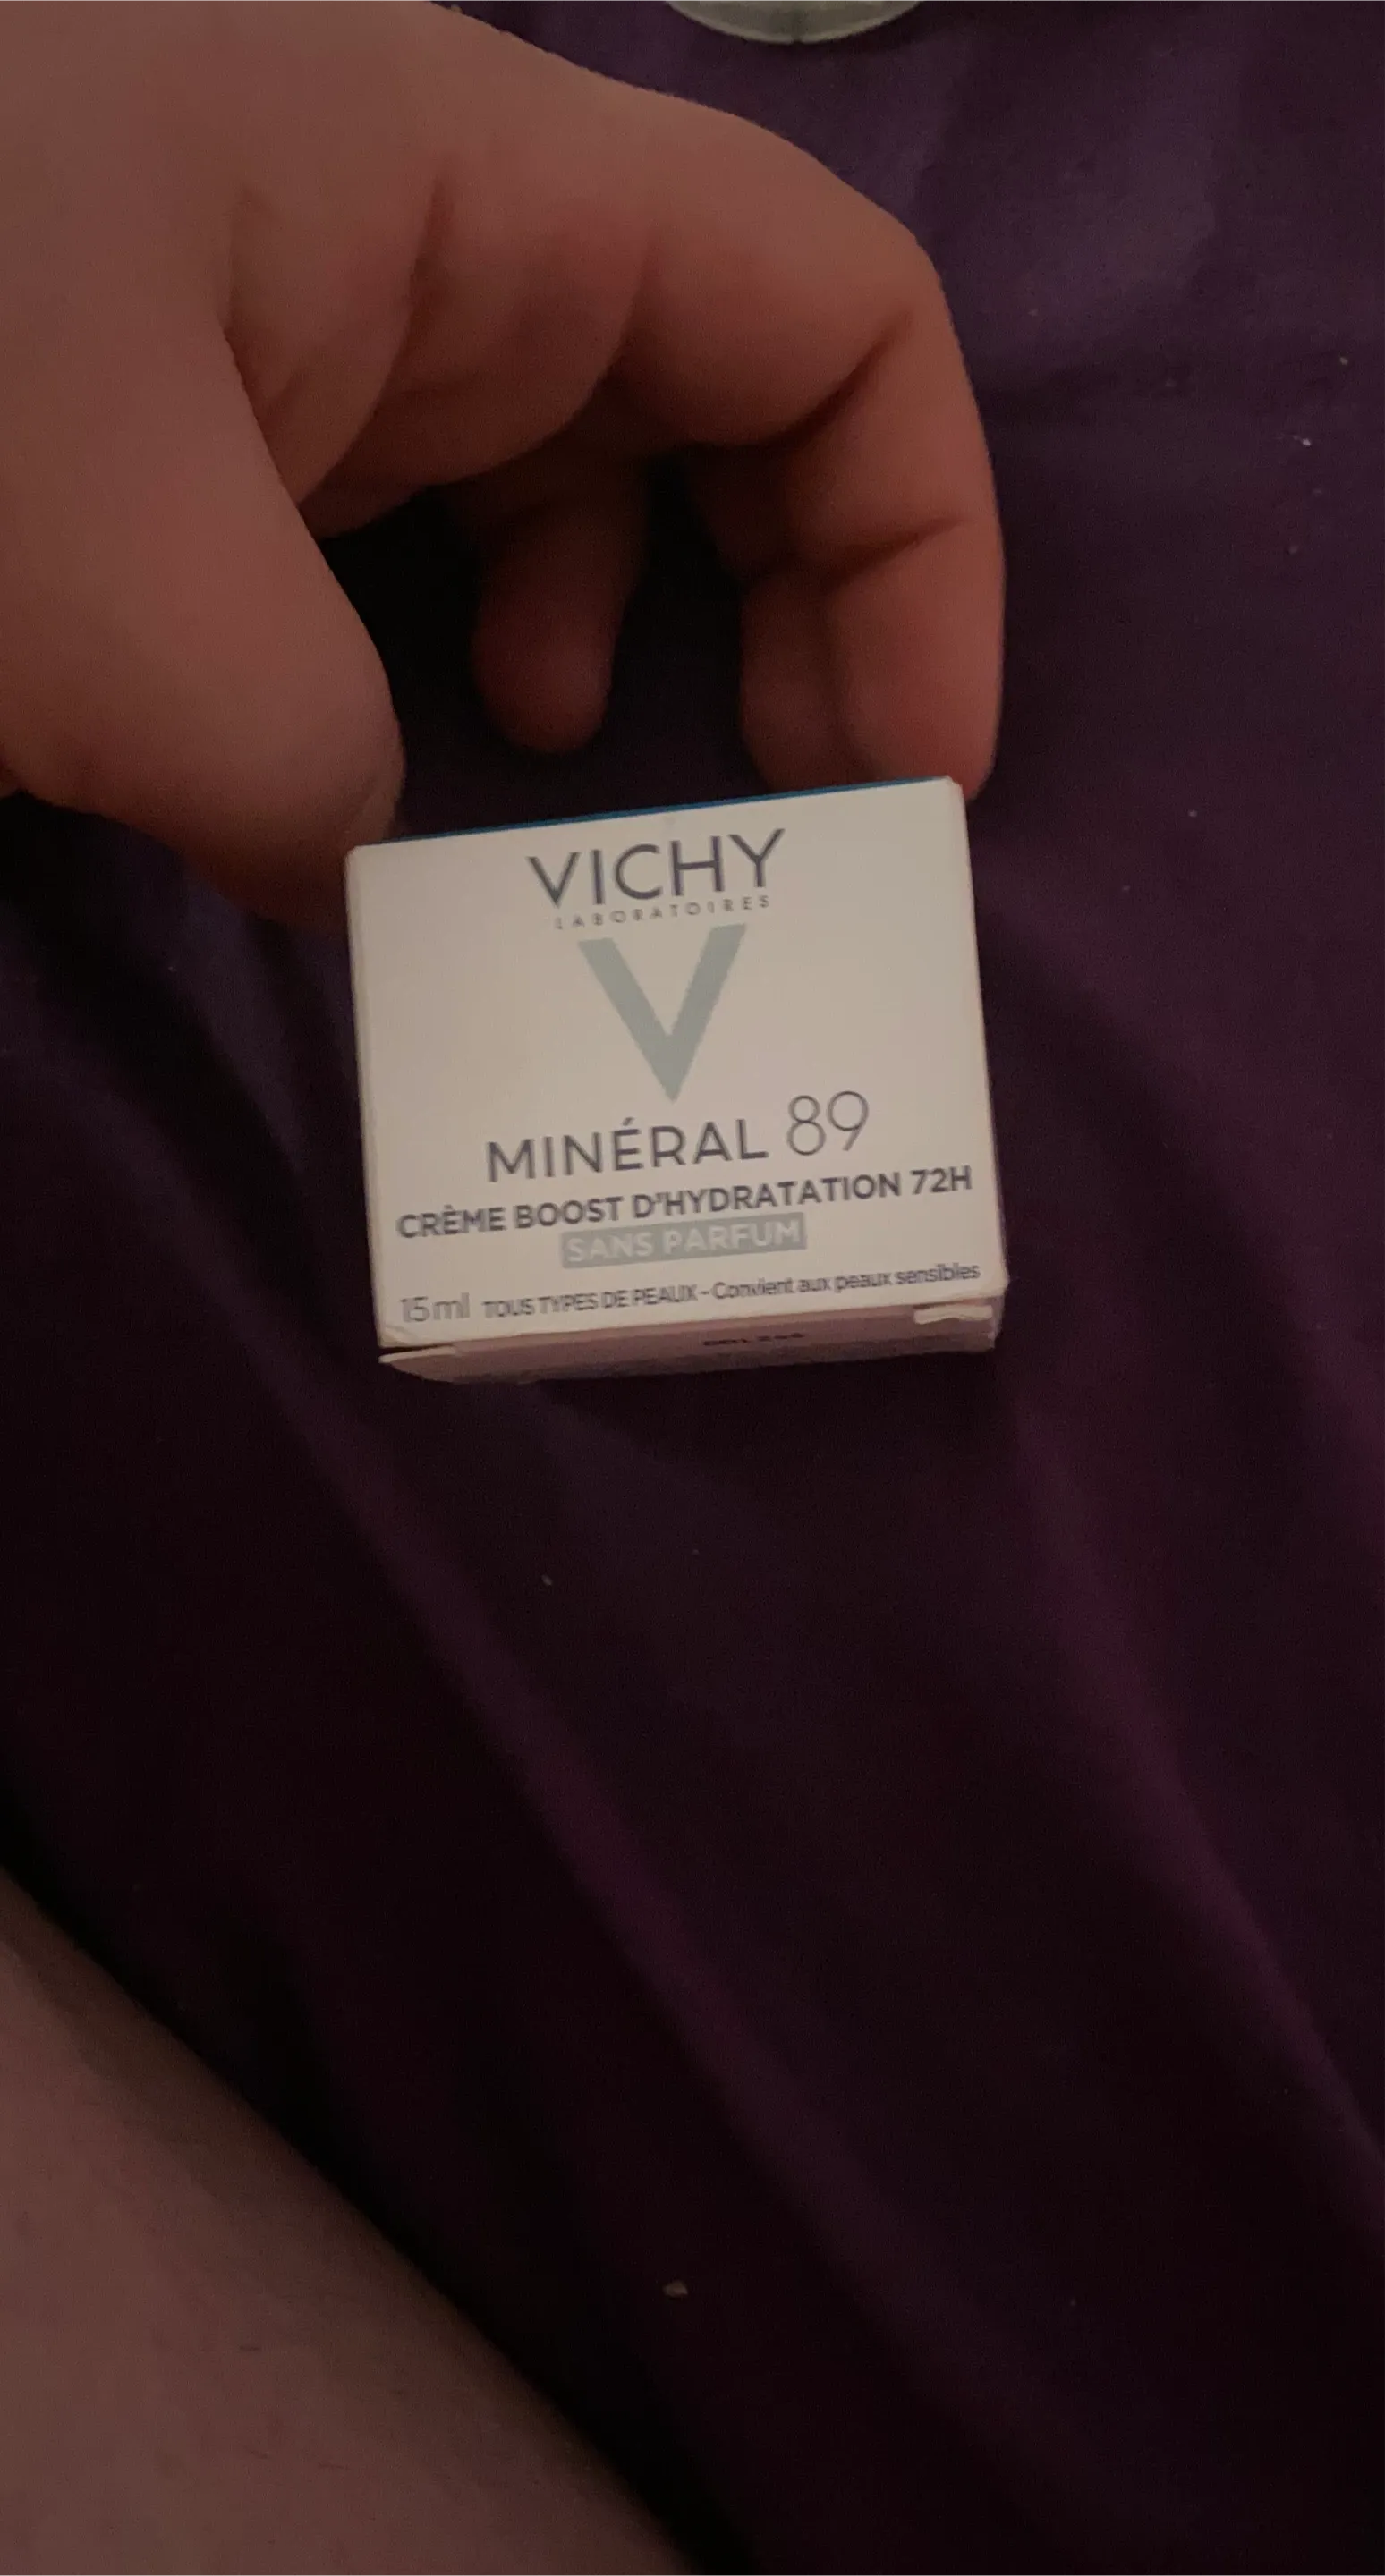 VICHY
LABORATOIRES
V
MINÉRAL 89
CRÈME BOOST D'HYDRATATION 72H
SANS PARFUM
15 ml TOUS TYPES DE PEAUX - Convient aux peaux sensibles